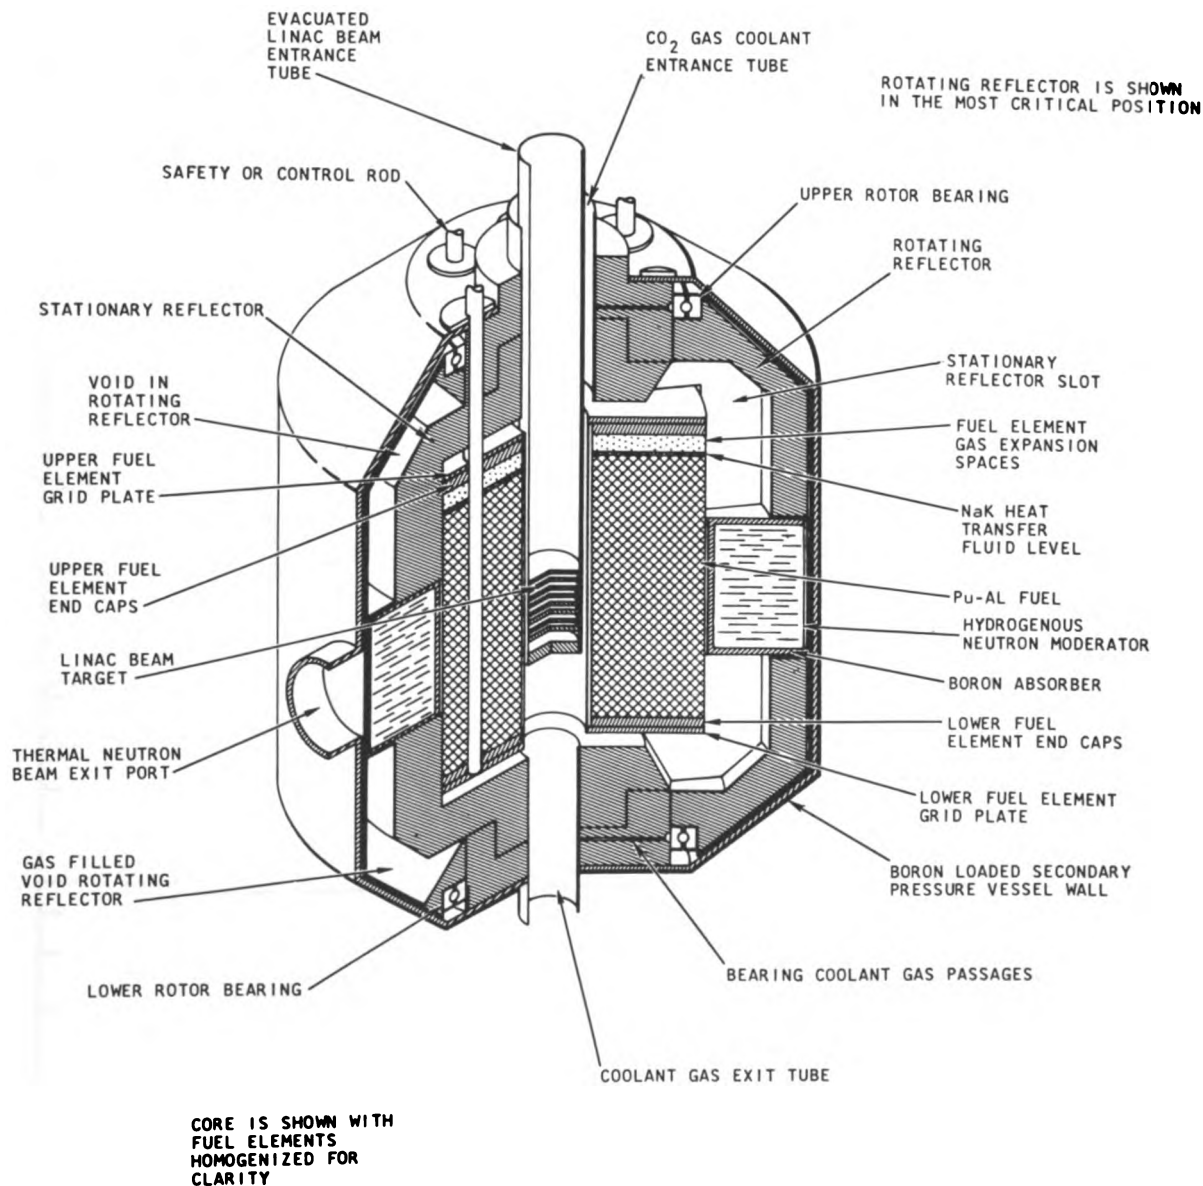 EVACUATED
LINAC BEAM
ENTRANCE
TUBE
CO2 GAS COOLANT
ENTRANCE TUBE
ROTATING REFLECTOR IS SHOWN
IN THE MOST CRITICAL POSITION
SAFETY OR CONTROL ROD
UPPER ROTOR BEARING
ROTATING
REFLECTOR
STATIONARY REFLECTOR
STATIONARY
REFLECTOR SLOT
VOID IN
ROTATING
REFLECTOR
FUEL ELEMENT
GAS EXPANSION
SPACES
UPPER FUEL
ELEMENT
GRID PLATE
NaK HEAT
TRANSFER
FLUID LEVEL
UPPER FUEL
ELEMENT
END CAPS
Pu-AL FUEL
HYDROGENOUS
NEUTRON MODERATOR
LINAC BEAM
TARGET
BORON ABSORBER
LOWER FUEL
ELEMENT END CAPS
THERMAL NEUTRON
BEAM EXIT PORT
LOWER FUEL ELEMENT
GRID PLATE
GAS FILLED
VOID ROTATING
REFLECTOR
BORON LOADED SECONDARY
PRESSURE VESSEL WALL
BEARING COOLANT GAS PASSAGES
LOWER ROTOR BEARING
COOLANT GAS EXIT TUBE
CORE IS SHOWN WITH
FUEL ELEMENTS
HOMOGENIZED FOR
CLARITY